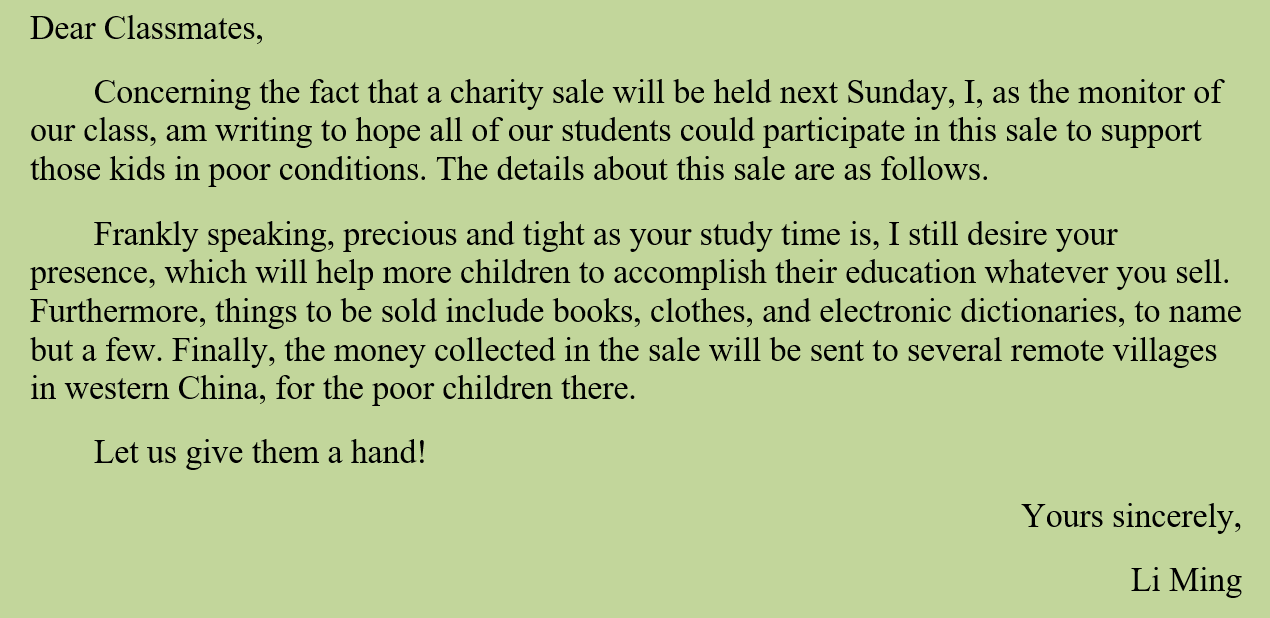 Dear Classmates,
Concerning the fact that a charity sale will be held next Sunday, I, as the monitor of
our class, am writing to hope all of our students could participate in this sale to support
those kids in poor conditions. The details about this sale are as follows.
Frankly speaking, precious and tight as your study time is, I still desire your
presence, which will help more children to accomplish their education whatever you sell.
Furthermore, things to be sold include books, clothes, and electronic dictionaries, to name
but a few. Finally, the money collected in the sale will be sent to several remote villages
in western China, for the poor children there.
Let us give them a hand!
Yours sincerely,
Li Ming